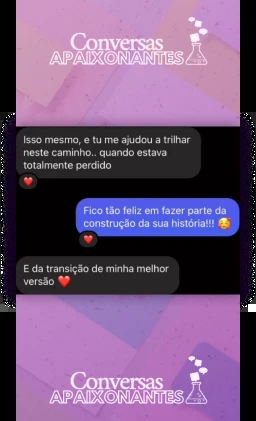 Conversas
APAIXONANTES
Isso mesmo, e tu me ajudou a trilhar
neste caminho.. quando estava
totalmente perdido
Fico tão feliz em fazer parte da
construção da sua história!!! 🥰
E da transição de minha melhor
versão ❤️
Conversas
APAIXONANTES